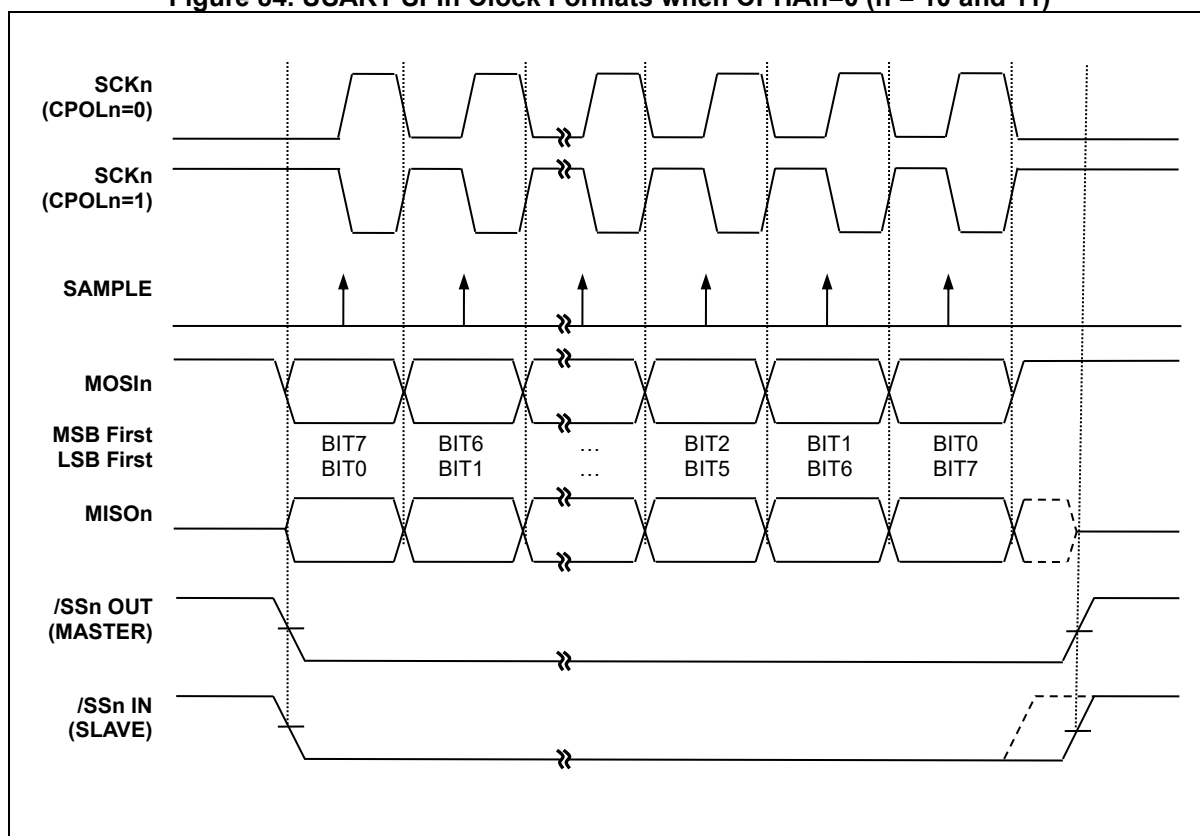 Figure 84. USART SPIn Clock Formats when CPHAn=0 (n = 10 and 11)
SCKn
(CPOLn=0)
SCKn
(CPOLn=1)
SAMPLE
MOSIn
MSB First
LSB First
BIT7
BIT6
…
BIT2
BIT1
BIT0
BIT0
BIT1
…
BIT5
BIT6
BIT7
MISOn
/SSn OUT
(MASTER)
/SSn IN
(SLAVE)